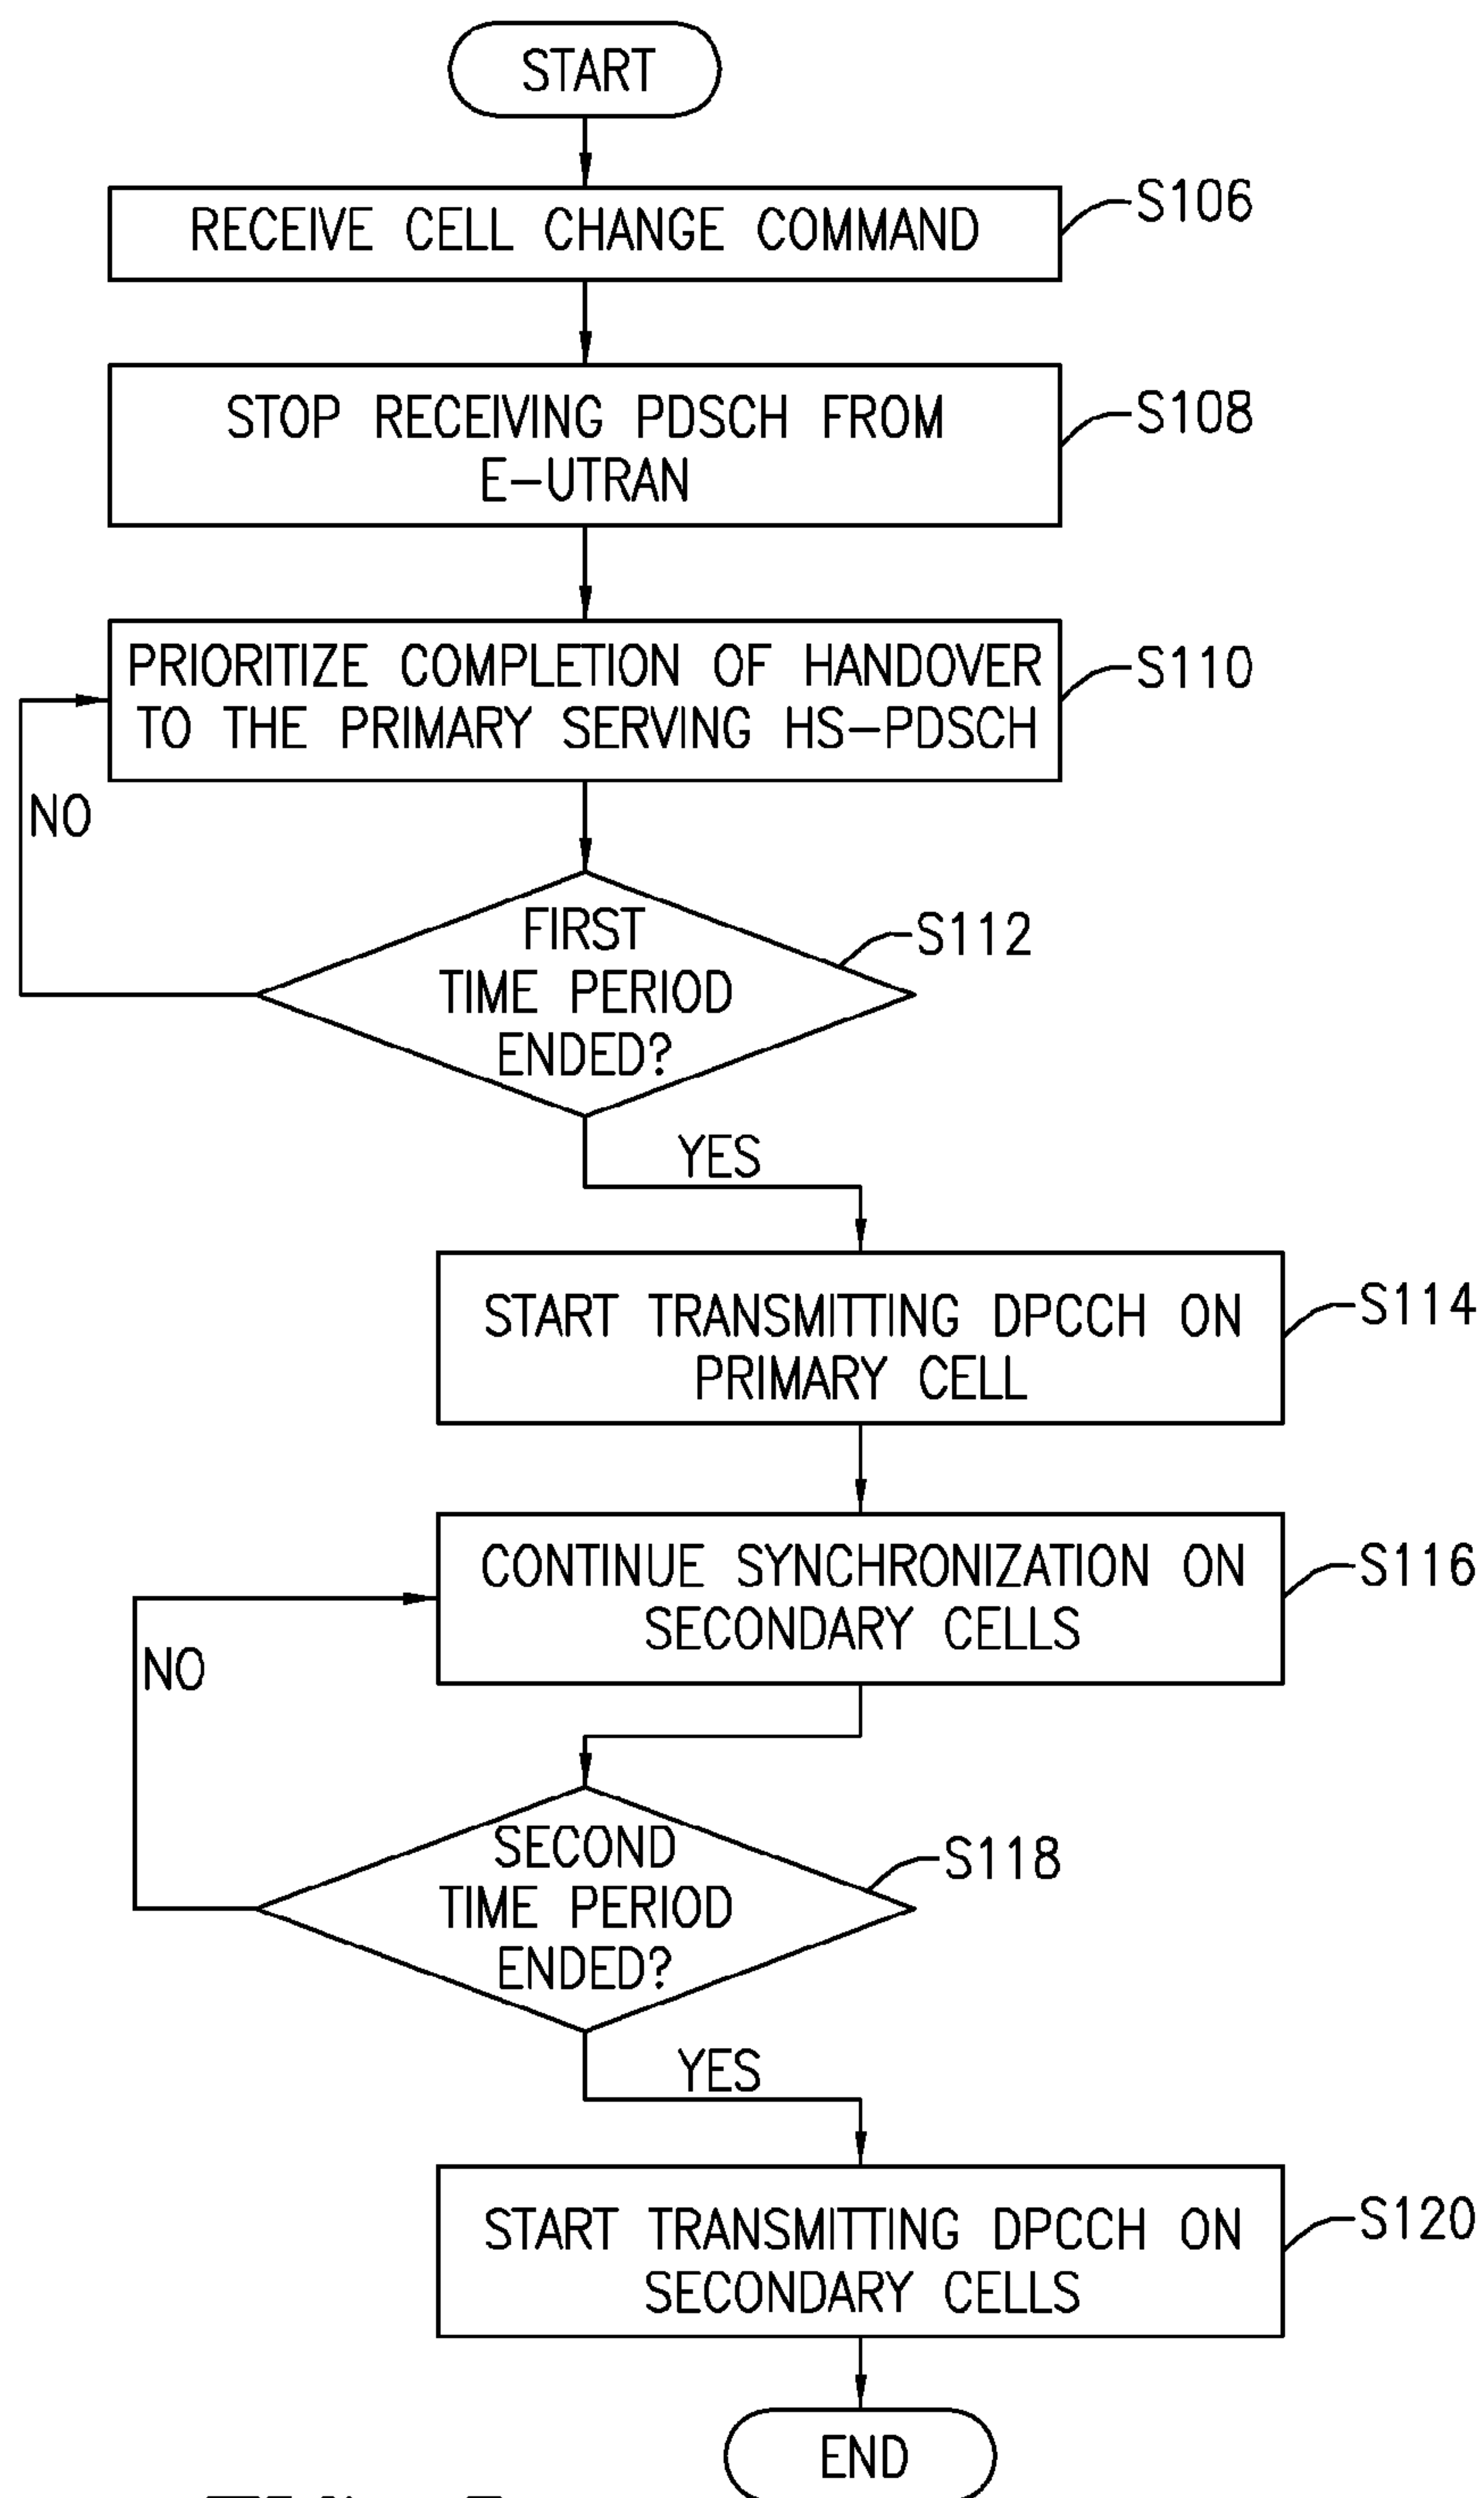 START
RECEIVE CELL CHANGE COMMAND
S106
STOP RECEIVING PDSCH FROM
E-UTRAN
S108
PRIORITIZE COMPLETION OF HANDOVER
TO THE PRIMARY SERVING HS-PDSCH
S110
NO
FIRST
TIME PERIOD
ENDED?
S112
YES
START TRANSMITTING DPCCH ON
PRIMARY CELL
S114
CONTINUE SYNCHRONIZATION ON
SECONDARY CELLS
S116
NO
SECOND
TIME PERIOD
ENDED?
S118
YES
START TRANSMITTING DPCCH ON
SECONDARY CELLS
S120
END